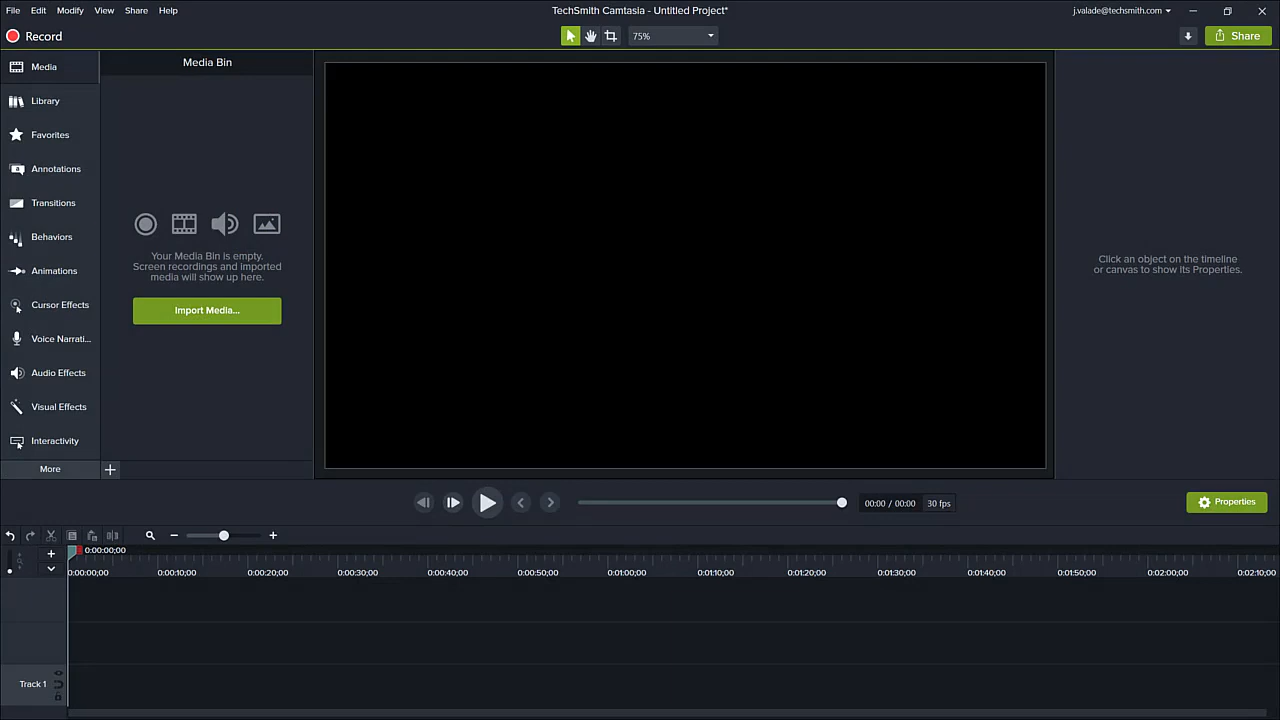 File Edit Modify View Share Help
TechSmith Camtasia - Untitled Project*
j.valade@techsmith.com
Record
75%
Share
Media
Library
Favorites
Annotations
Transitions
Behaviors
Animations
Cursor Effects
Voice Narrati...
Audio Effects
Visual Effects
Interactivity
More
Media Bin
Your Media Bin is empty.
Screen recordings and imported
media will show up here.
Import Media...
Click an object on the timeline
or canvas to show its Properties.
00:00 / 00:00
30 fps
Properties
0:00:00;00
0:00:00;00 0:00:10;00 0:00:20;00 0:00:30;00 0:00:40;00 0:00:50;00 0:01:00;00 0:01:10;00 0:01:20;00 0:01:30;00 0:01:40;00 0:01:50;00 0:02:00;00 0:02:10;00
Track 1